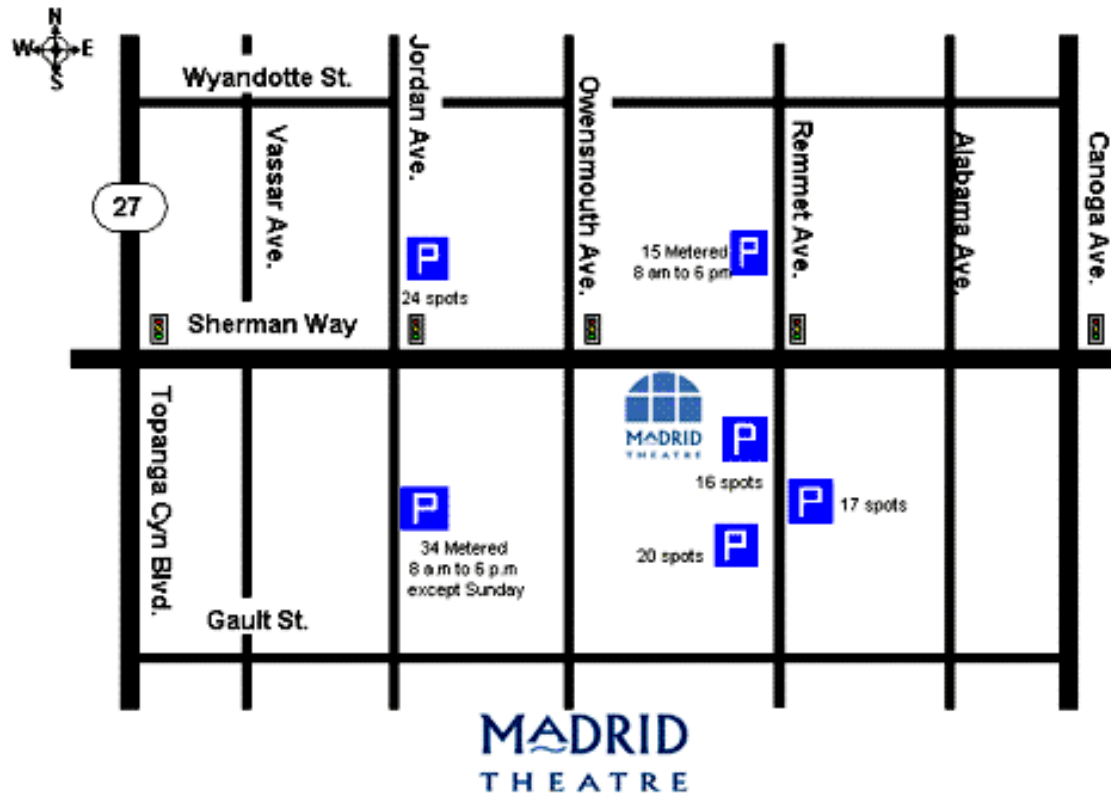 N
W E
S
Wyandotte St.
Jordan Ave.
Vassar Ave.
Owensmouth Ave.
Remmet Ave.
Alabama Ave.
Canoga Ave.
27
P
24 spots
15 Metered
8 am to 6 pm
P
Sherman Way
Topanga Cyn Blvd.
MADRID
THEATRE
P
16 spots
P
17 spots
P
34 Metered
8 a.m to 6 p.m
except Sunday
20 spots
P
Gault St.
MADRID
THEATRE